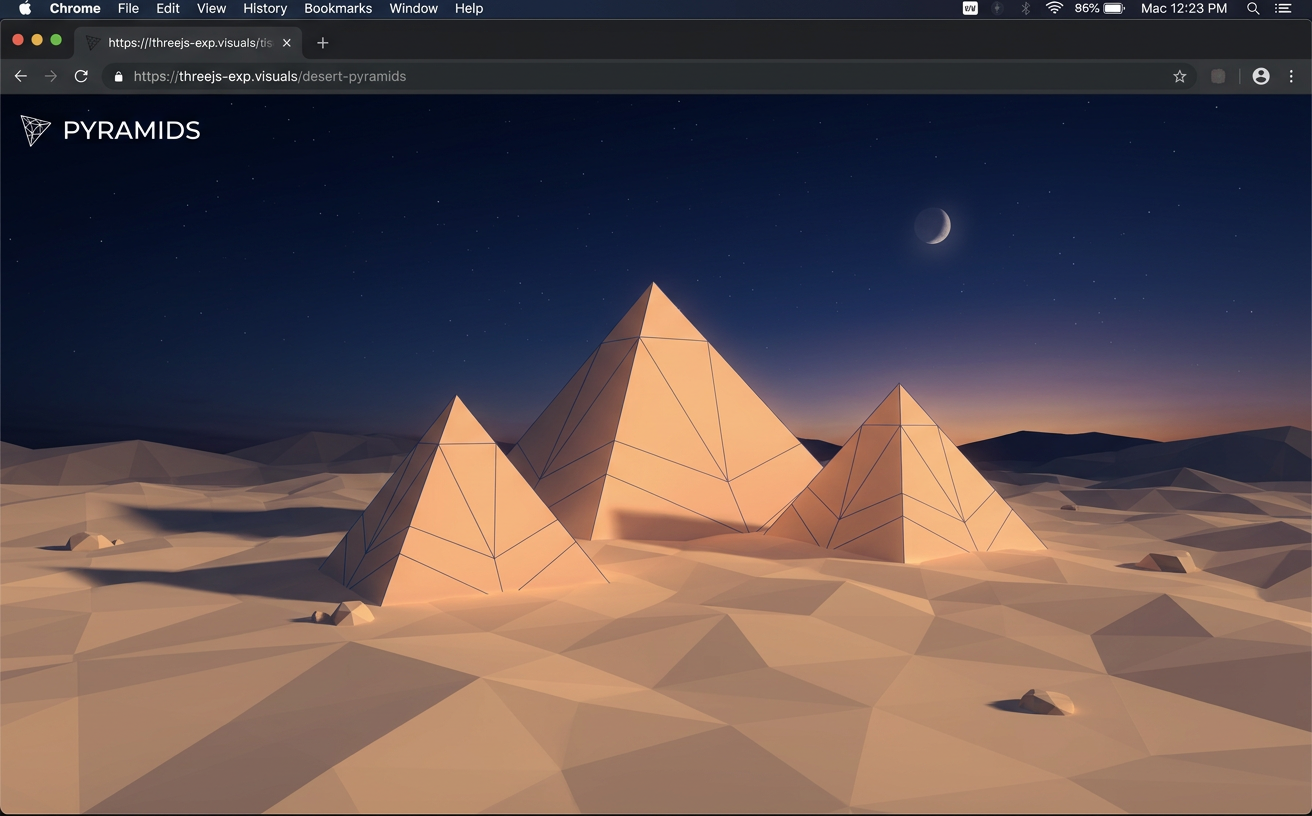 Chrome File Edit View History Bookmarks Window Help 86% Mac 12:23 PM
https://!threejs-exp.visuals/tis
https://threejs-exp.visuals/desert-pyramids
PYRAMIDS